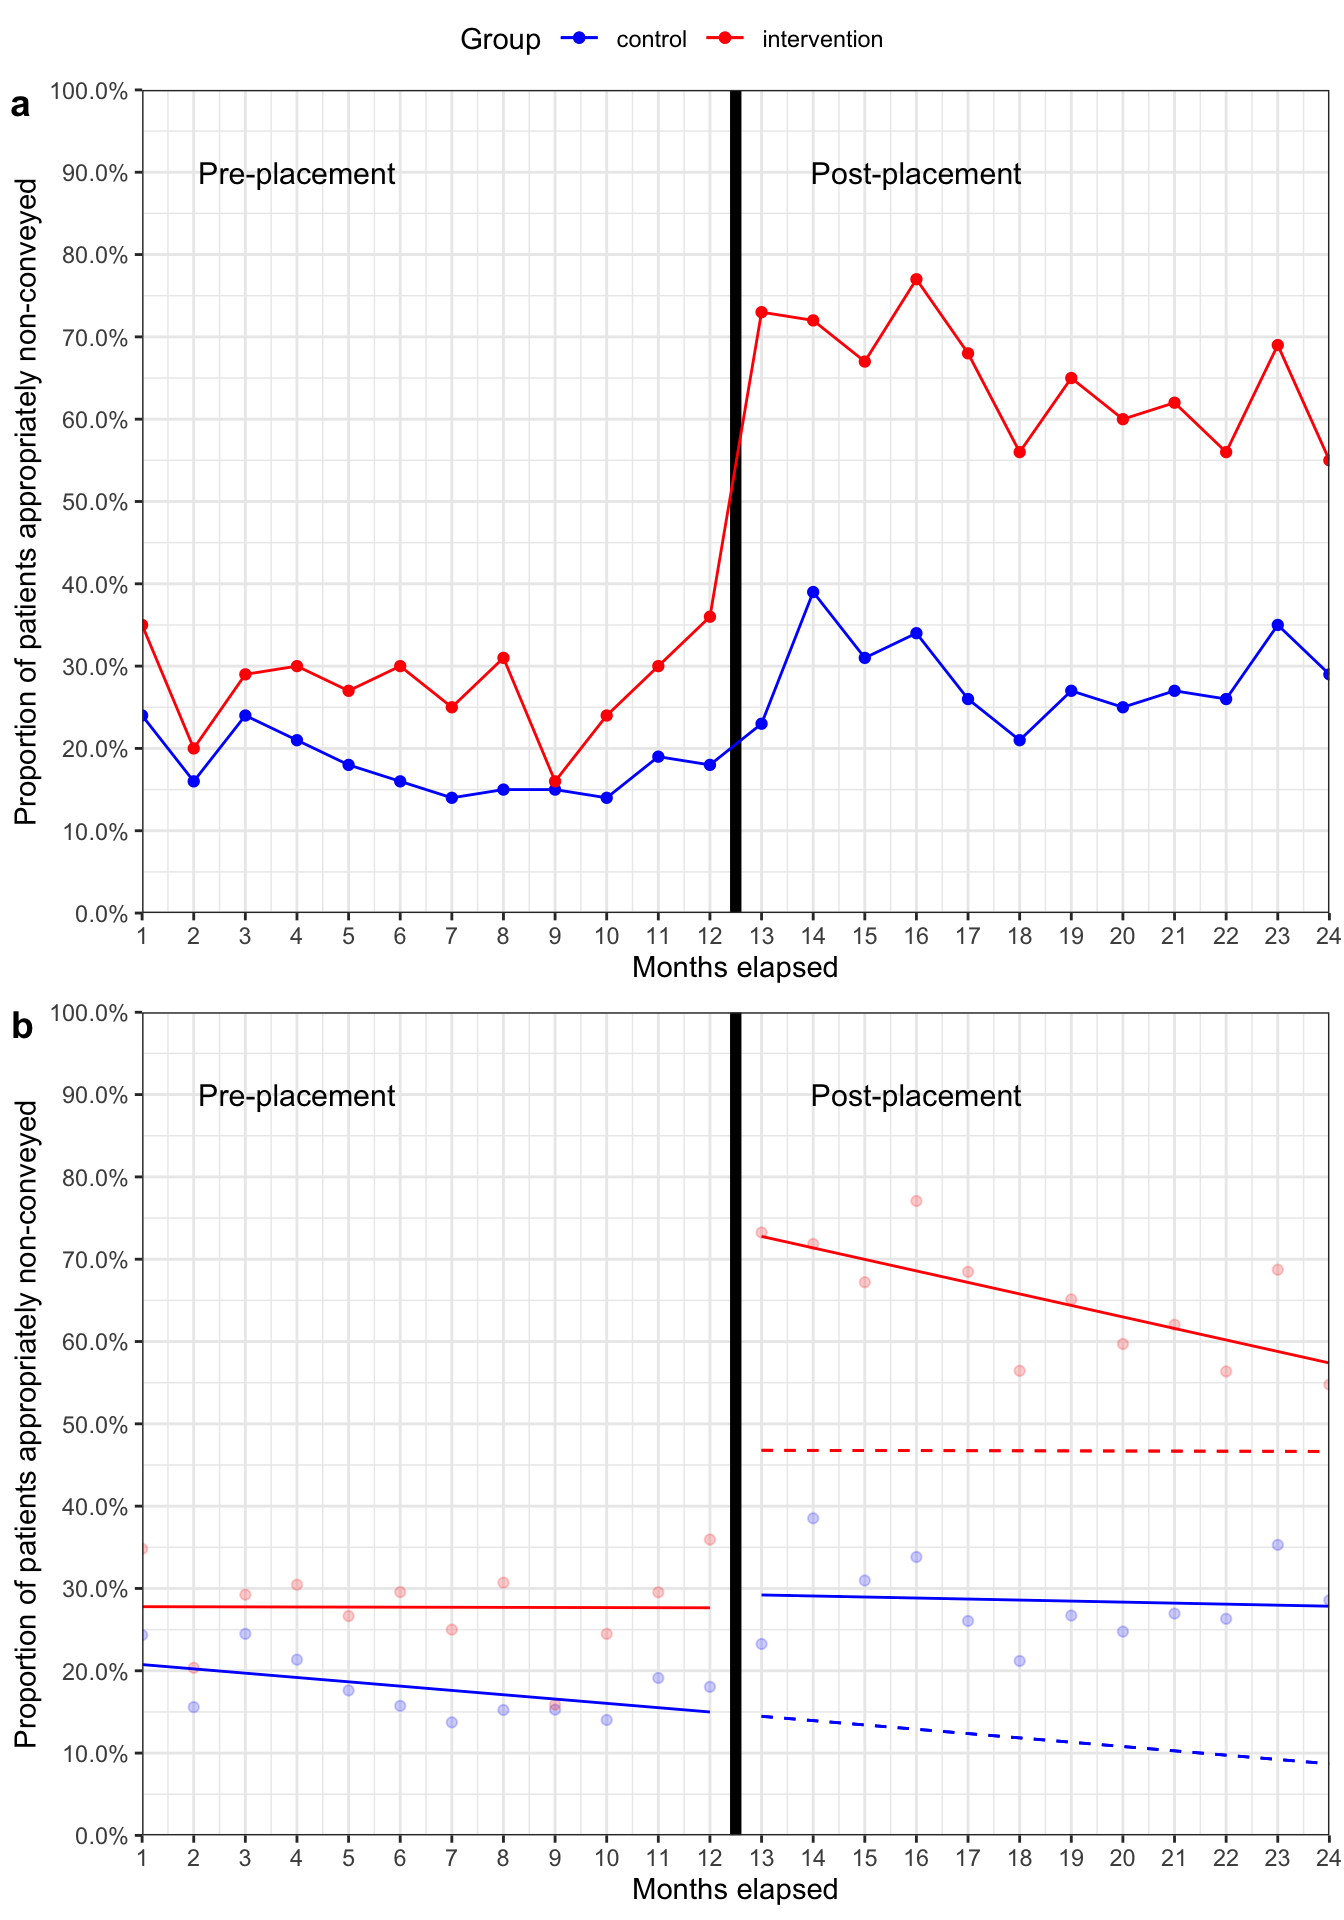 Group control intervention
a
Proportion of patients appropriately non-conveyed
100.0%
90.0%
80.0%
70.0%
60.0%
50.0%
40.0%
30.0%
20.0%
10.0%
0.0%
Pre-placement Post-placement
1 2 3 4 5 6 7 8 9 10 11 12 13 14 15 16 17 18 19 20 21 22 23 24
Months elapsed
b
Proportion of patients appropriately non-conveyed
100.0%
90.0%
80.0%
70.0%
60.0%
50.0%
40.0%
30.0%
20.0%
10.0%
0.0%
Pre-placement Post-placement
1 2 3 4 5 6 7 8 9 10 11 12 13 14 15 16 17 18 19 20 21 22 23 24
Months elapsed